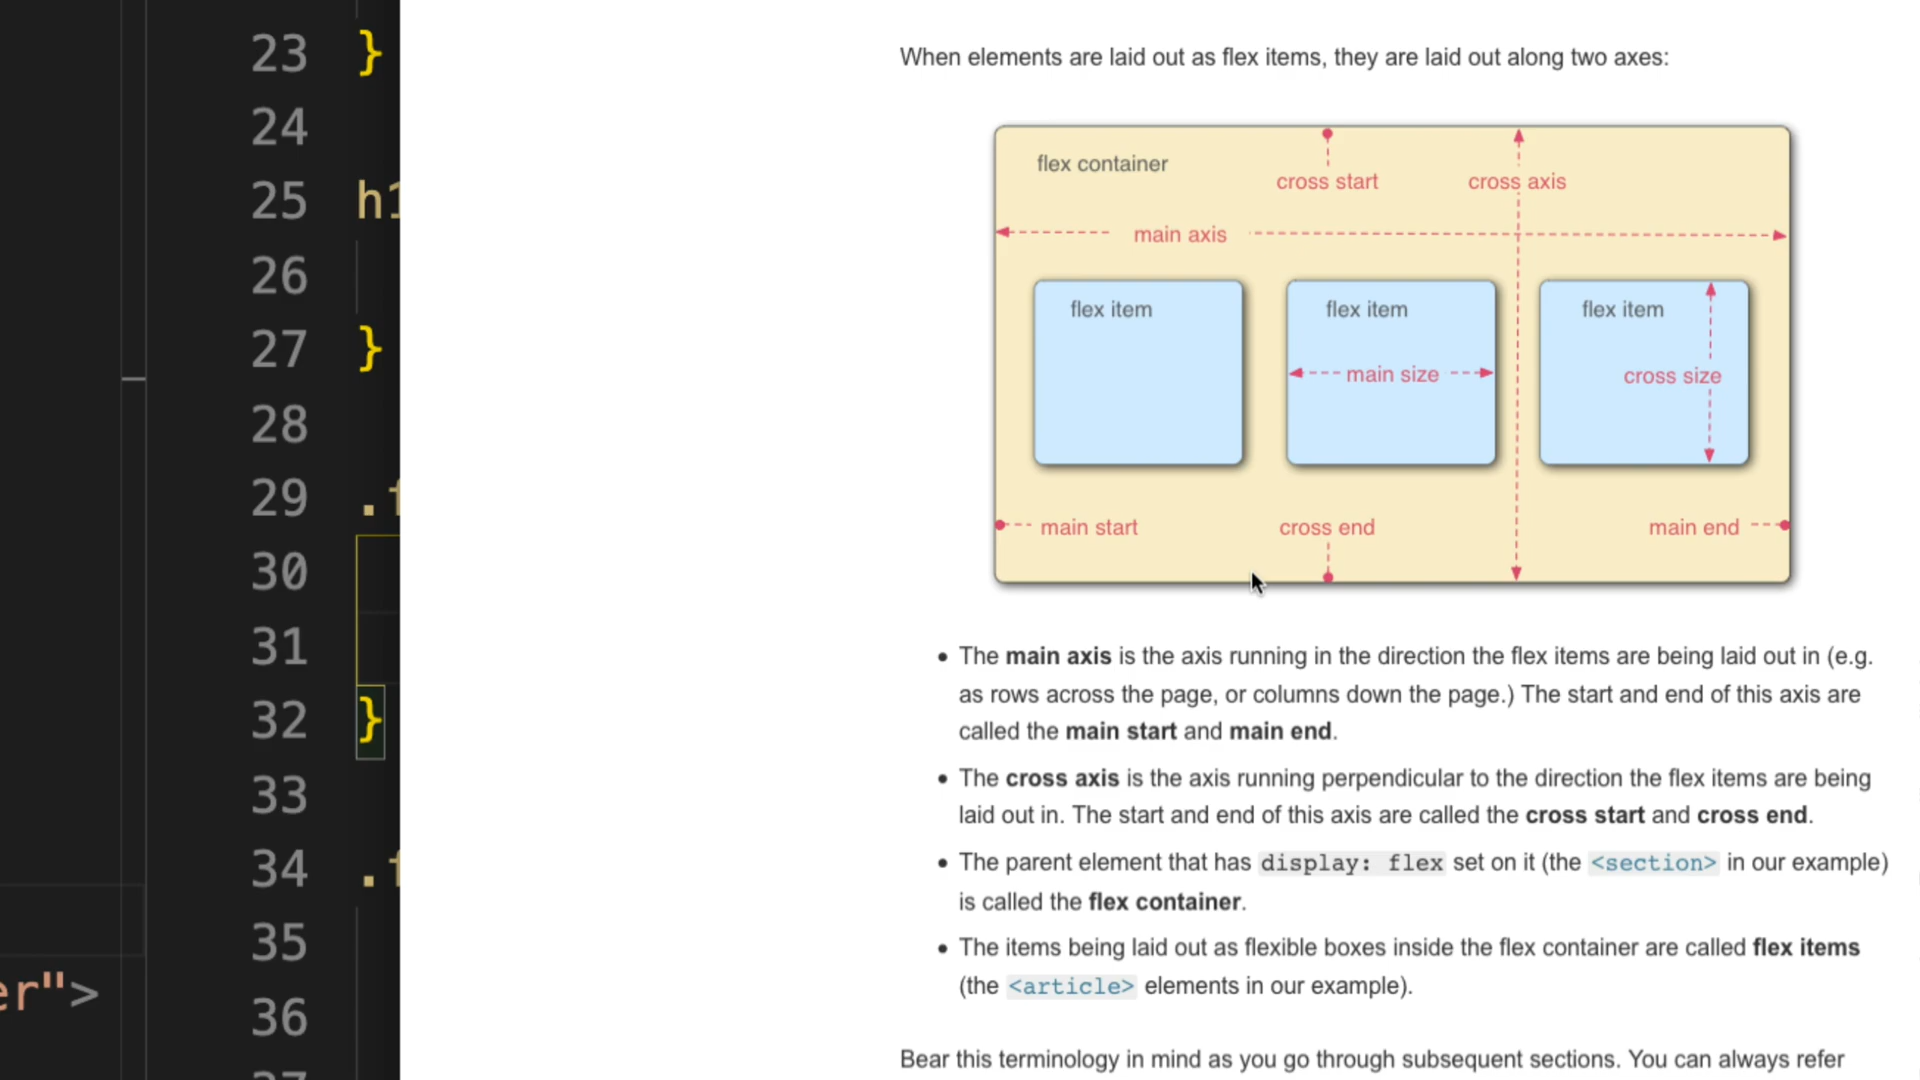 23 }
24
25 h1
26
27 }
28
29 .f
30
31
32 }
33
34 .f
35
36
37
er">
When elements are laid out as flex items, they are laid out along two axes:
flex container
cross start
cross axis
main axis
flex item
flex item
flex item
main size
cross size
main start
cross end
main end
• The main axis is the axis running in the direction the flex items are being laid out in (e.g.
as rows across the page, or columns down the page.) The start and end of this axis are
called the main start and main end.
• The cross axis is the axis running perpendicular to the direction the flex items are being
laid out in. The start and end of this axis are called the cross start and cross end.
• The parent element that has display: flex set on it (the <section> in our example)
is called the flex container.
• The items being laid out as flexible boxes inside the flex container are called flex items
(the <article> elements in our example).
Bear this terminology in mind as you go through subsequent sections. You can always refer